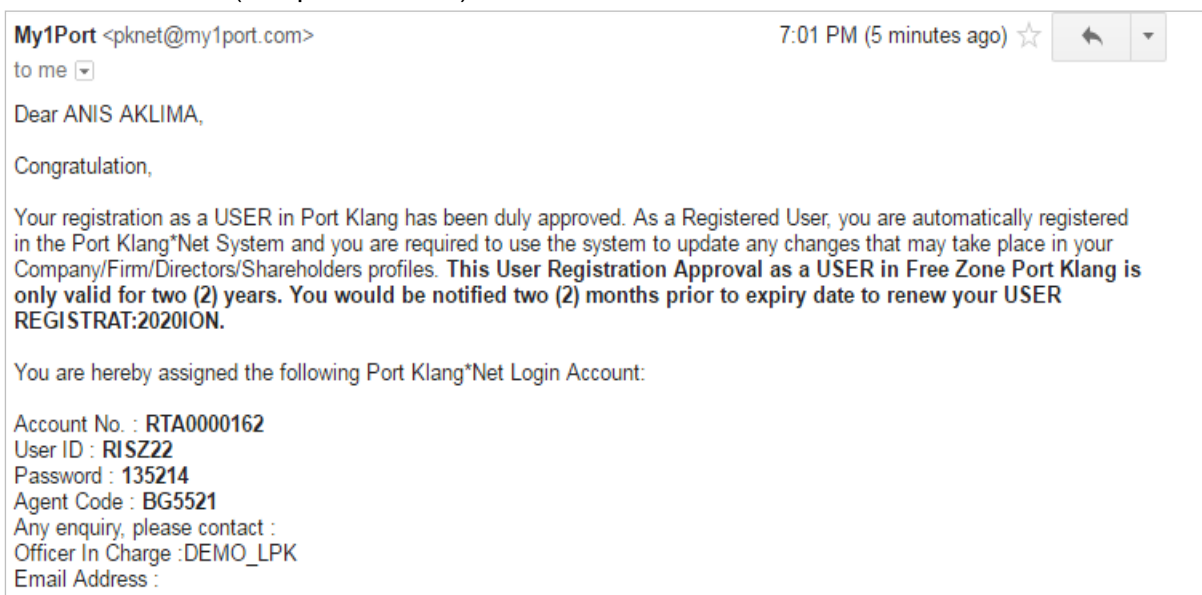 My1Port <pknet@my1port.com>
7:01 PM (5 minutes ago)
to me
Dear ANIS AKLIMA,
Congratulation,
Your registration as a USER in Port Klang has been duly approved. As a Registered User, you are automatically registered
in the Port Klang*Net System and you are required to use the system to update any changes that may take place in your
Company/Firm/Directors/Shareholders profiles. This User Registration Approval as a USER in Free Zone Port Klang is
only valid for two (2) years. You would be notified two (2) months prior to expiry date to renew your USER
REGISTRAT:2020ION.
You are hereby assigned the following Port Klang*Net Login Account:
Account No. : RTA0000162
User ID : RISZ22
Password : 135214
Agent Code : BG5521
Any enquiry, please contact :
Officer In Charge :DEMO_LPK
Email Address :